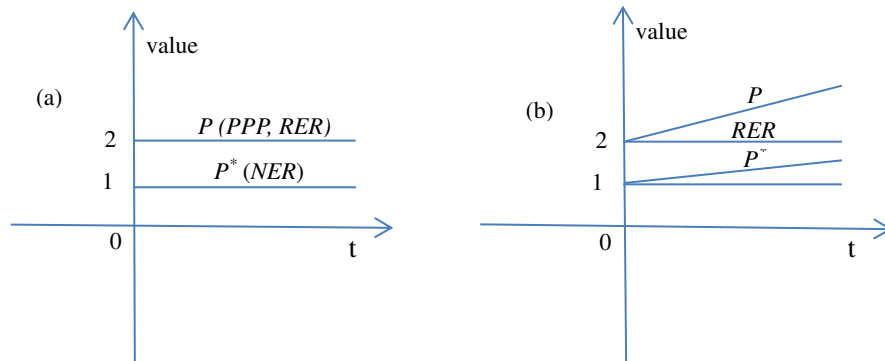 value
(a)
P (PPP, RER)
2
P* (NER)
1
0
t
value
(b)
P
2
RER
P*
1
0
t